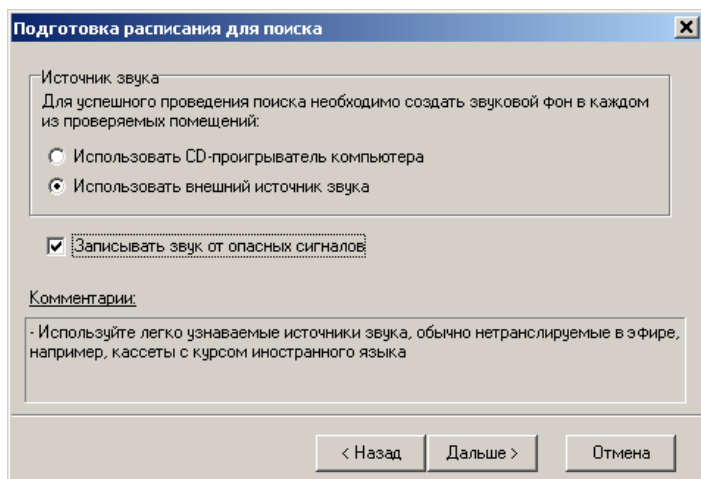 Подготовка расписания для поиска
Источник звука
Для успешного проведения поиска необходимо создать звуковой фон в каждом
из проверяемых помещений:
Использовать CD-проигрыватель компьютера
Использовать внешний источник звука
Записывать звук от опасных сигналов
Комментарии:
- Используйте легко узнаваемые источники звука, обычно нетранслируемые в эфире,
например, кассеты с курсом иностранного языка
< Назад Дальше > Отмена